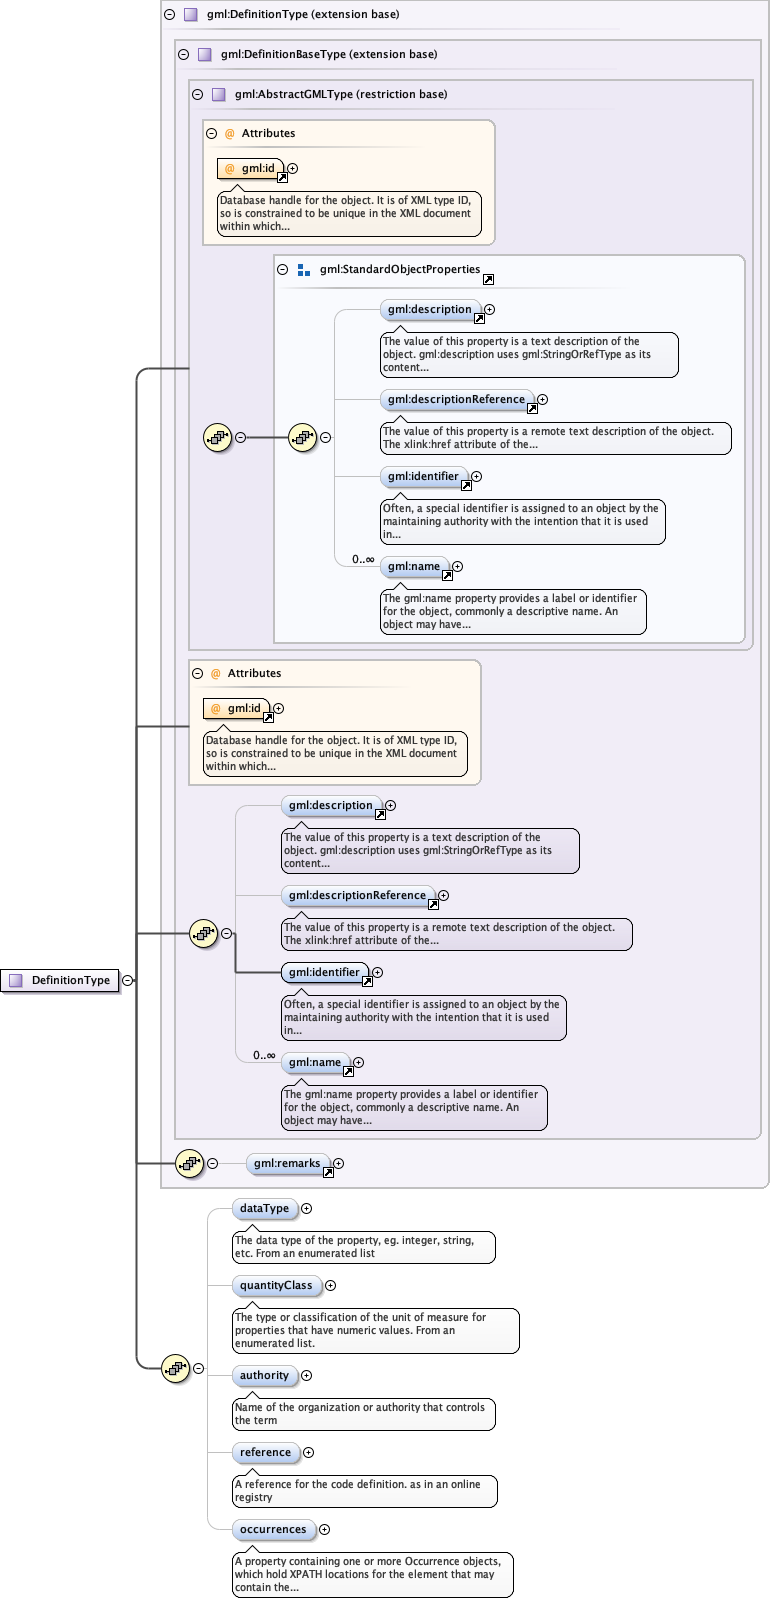 gml:DefinitionType (extension base)
gml:DefinitionBaseType (extension base)
gml:AbstractGMLType (restriction base)
@ Attributes
@ gml:id
Database handle for the object. It is of XML type ID,
so is constrained to be unique in the XML document
within which...
gml:StandardObjectProperties
gml:description
The value of this property is a text description of the
object. gml:description uses gml:StringOrRefType as its
content...
gml:descriptionReference
The value of this property is a remote text description of the object.
The xlink:href attribute of the...
gml:identifier
Often, a special identifier is assigned to an object by the
maintaining authority with the intention that it is used
in...
0..∞
gml:name
The gml:name property provides a label or identifier
for the object, commonly a descriptive name. An
object may have...
@ Attributes
@ gml:id
Database handle for the object. It is of XML type ID,
so is constrained to be unique in the XML document
within which...
gml:description
The value of this property is a text description of the
object. gml:description uses gml:StringOrRefType as its
content...
gml:descriptionReference
The value of this property is a remote text description of the object.
The xlink:href attribute of the...
gml:identifier
DefinitionType
Often, a special identifier is assigned to an object by the
maintaining authority with the intention that it is used
in...
0..∞
gml:name
The gml:name property provides a label or identifier
for the object, commonly a descriptive name. An
object may have...
gml:remarks
dataType
The data type of the property, eg. integer, string,
etc. From an enumerated list
quantityClass
The type or classification of the unit of measure for
properties that have numeric values. From an
enumerated list.
authority
Name of the organization or authority that controls
the term
reference
A reference for the code definition. as in an online
registry
occurrences
A property containing one or more Occurrence objects,
which hold XPATH locations for the element that may
contain the...